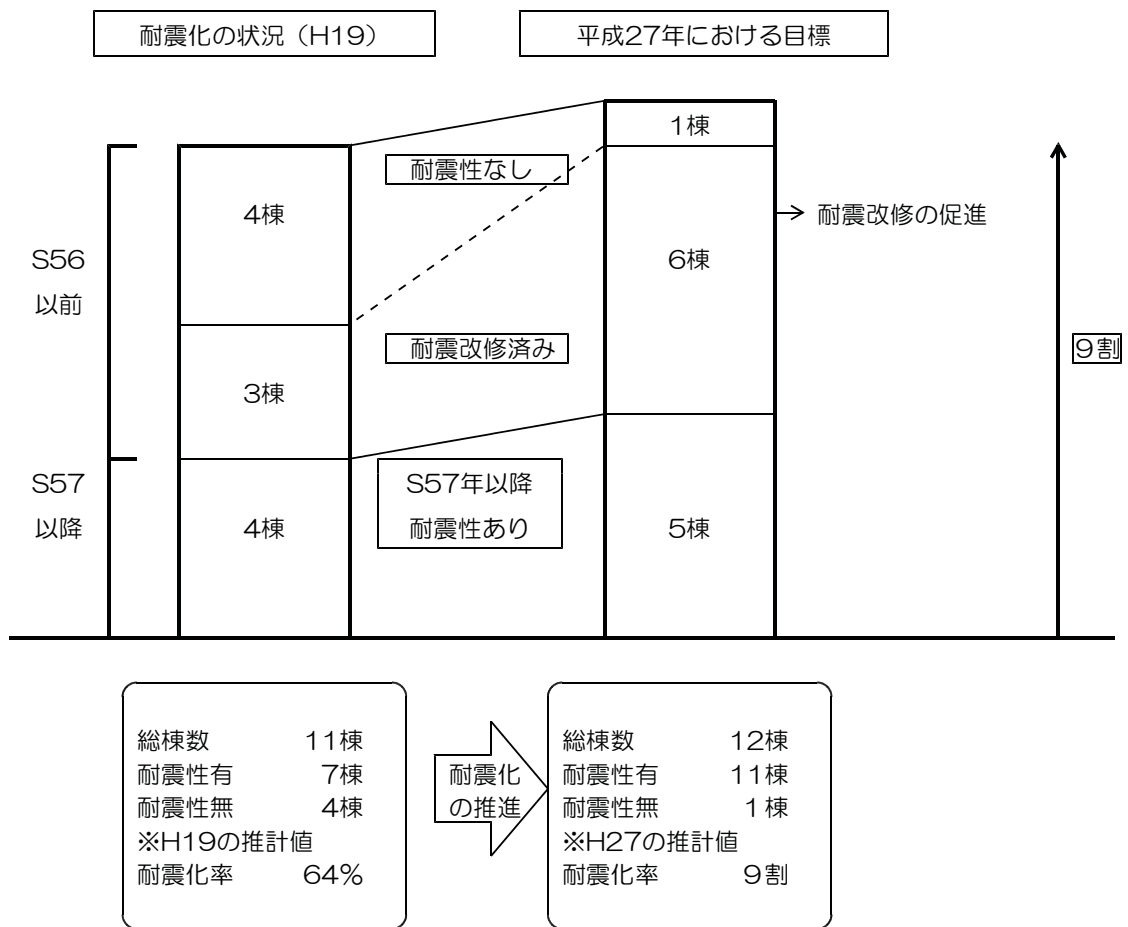 耐震化の状況（H19）
平成27年における目標
S56
以前
S57
以降
4棟
3棟
4棟
耐震性なし
耐震改修済み
S57年以降
耐震性あり
1棟
6棟
5棟
耐震改修の促進
9割
総棟数 11棟
耐震性有 7棟
耐震性無 4棟
※H19の推計値
耐震化率 64%
耐震化
の推進
総棟数 12棟
耐震性有 11棟
耐震性無 1棟
※H27の推計値
耐震化率 9割